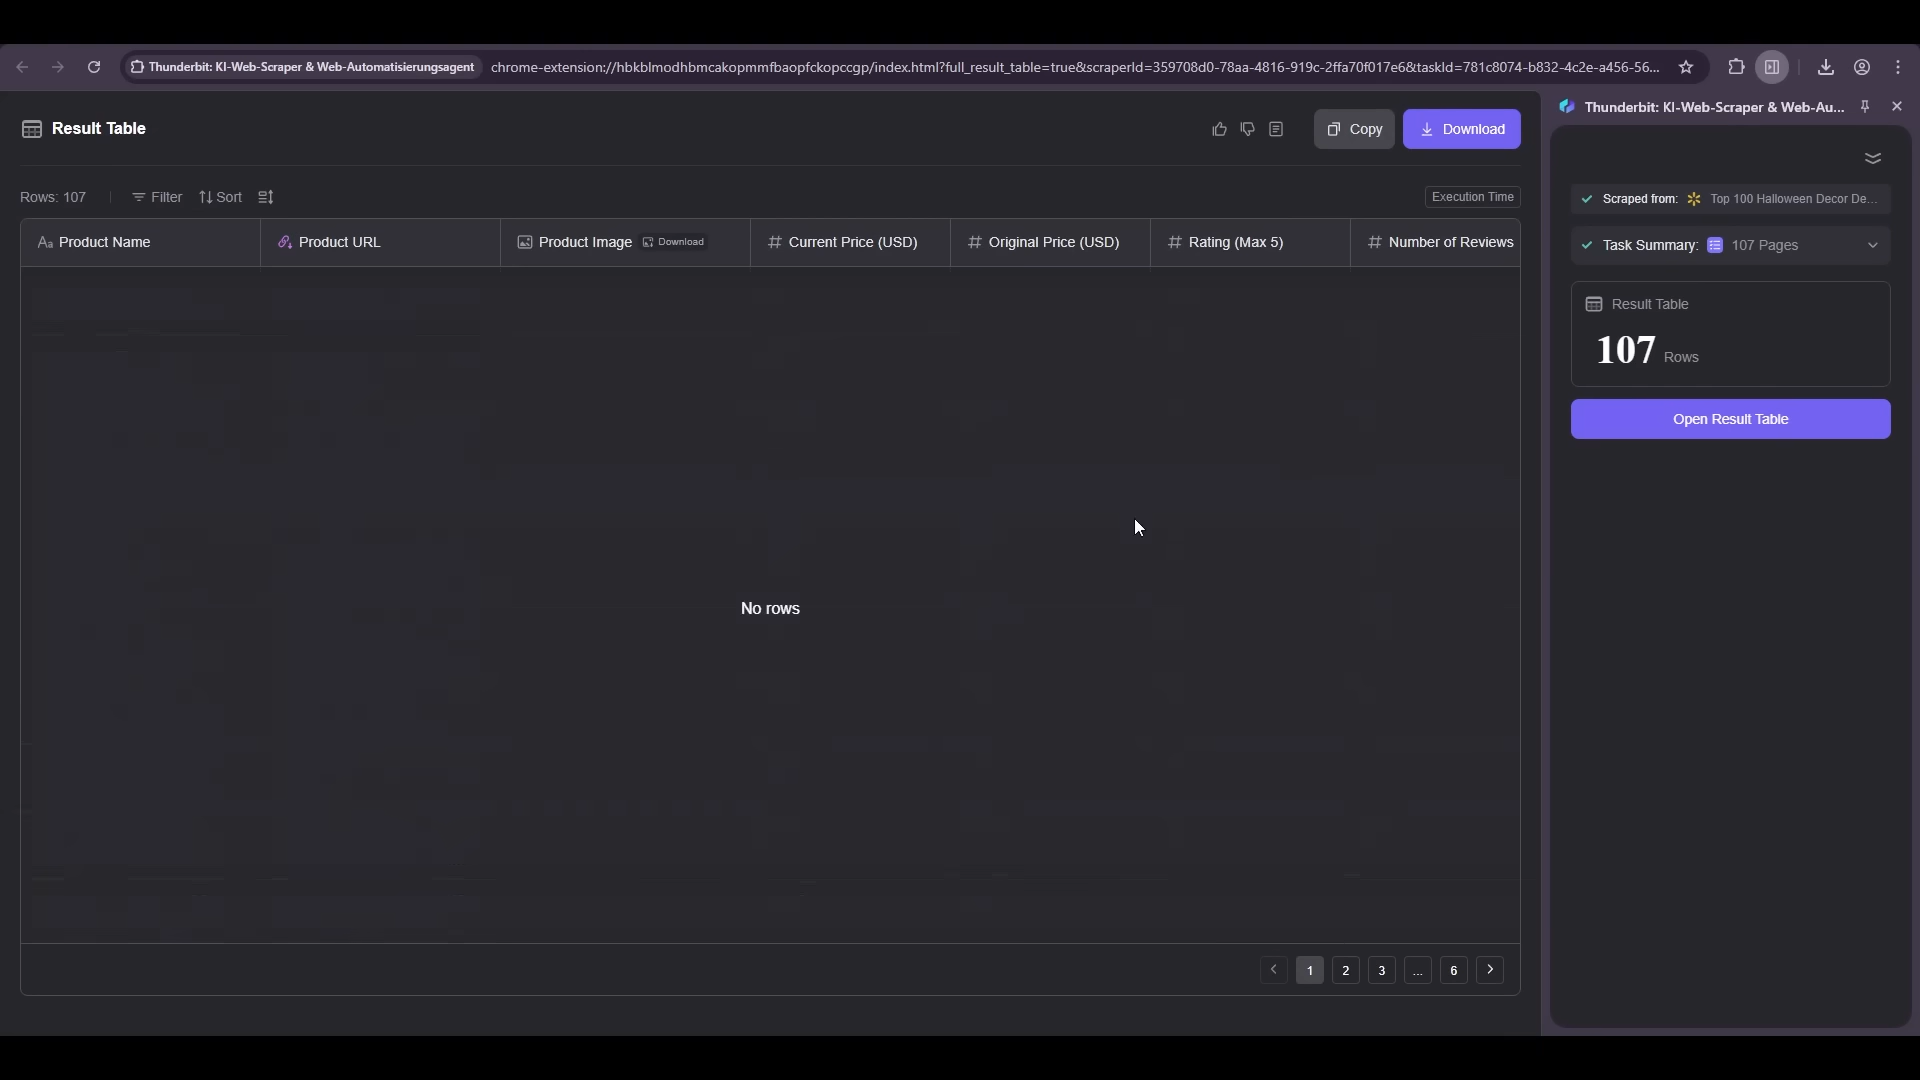 Thunderbit: KI-Web-Scraper & Web-Automatisierungsagent
chrome-extension://hbkblmodhbmcakopmmfbaopfckopccgp/index.html?full_result_table=true&scraperId=359708d0-78aa-4816-919c-2ffa70f017e6&taskId=781c8074-b832-4c2e-a456-56...
Thunderbit: KI-Web-Scraper & Web-Au...
Result Table
Copy
Download
Rows: 107
Filter
Sort
Execution Time
Product Name
Product URL
Product Image
Download
Current Price (USD)
Original Price (USD)
Rating (Max 5)
Number of Reviews
No rows
1
2
3
...
6
Scraped from: Top 100 Halloween Decor De...
Task Summary: 107 Pages
Result Table
107 Rows
Open Result Table